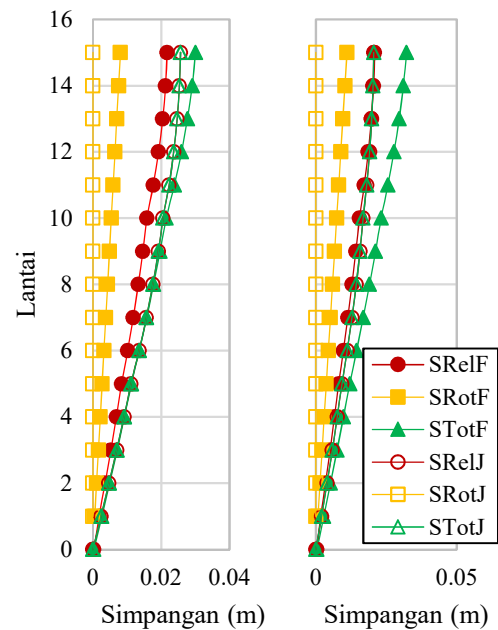 16
14
12
10
8
6
4
2
0
Lantai
0 0.02 0.04
Simpangan (m)
0 0.05
Simpangan (m)
SRelF
SRotF
STotF
SRelJ
SRotJ
STotJ